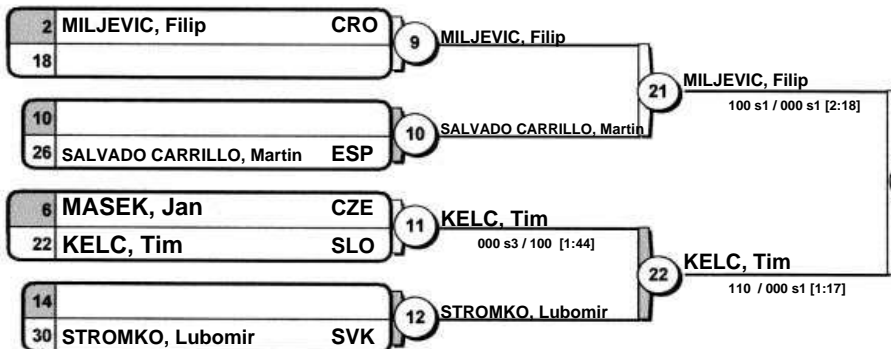 2 MILJEVIC, Filip CRO
18
9
MILJEVIC, Filip
10
26 SALVADO CARRILLO, Martin ESP
10
SALVADO CARRILLO, Martin
21
MILJEVIC, Filip
100 s1 / 000 s1 [2:18]
6 MASEK, Jan CZE
22 KELC, Tim SLO
11
KELC, Tim
000 s3 / 100 [1:44]
14
30 STROMKO, Lubomir SVK
12
STROMKO, Lubomir
22
KELC, Tim
110 / 000 s1 [1:17]